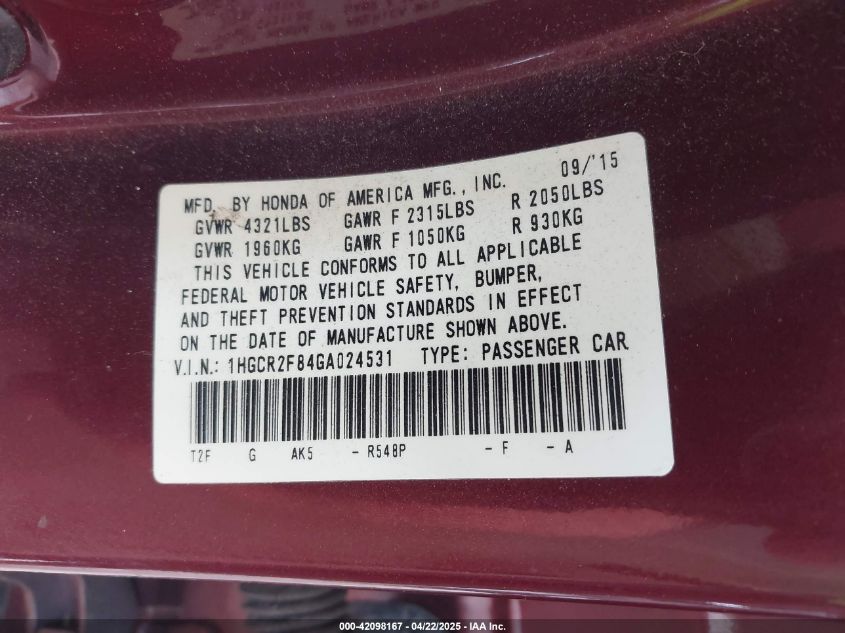 MFD. BY HONDA OF AMERICA MFG., INC. 09/'15
GVWR 4321LBS GAWR F 2315LBS R 2050LBS
GVWR 1960KG GAWR F 1050KG R 930KG
THIS VEHICLE CONFORMS TO ALL APPLICABLE
FEDERAL MOTOR VEHICLE SAFETY, BUMPER,
AND THEFT PREVENTION STANDARDS IN EFFECT
ON THE DATE OF MANUFACTURE SHOWN ABOVE.
V.I.N.: 1HGCR2F84GA024531 TYPE: PASSENGER CAR
T2F G AK5 - R548P - F - A
000-42098167 - 04/22/2025 - IAA Inc.